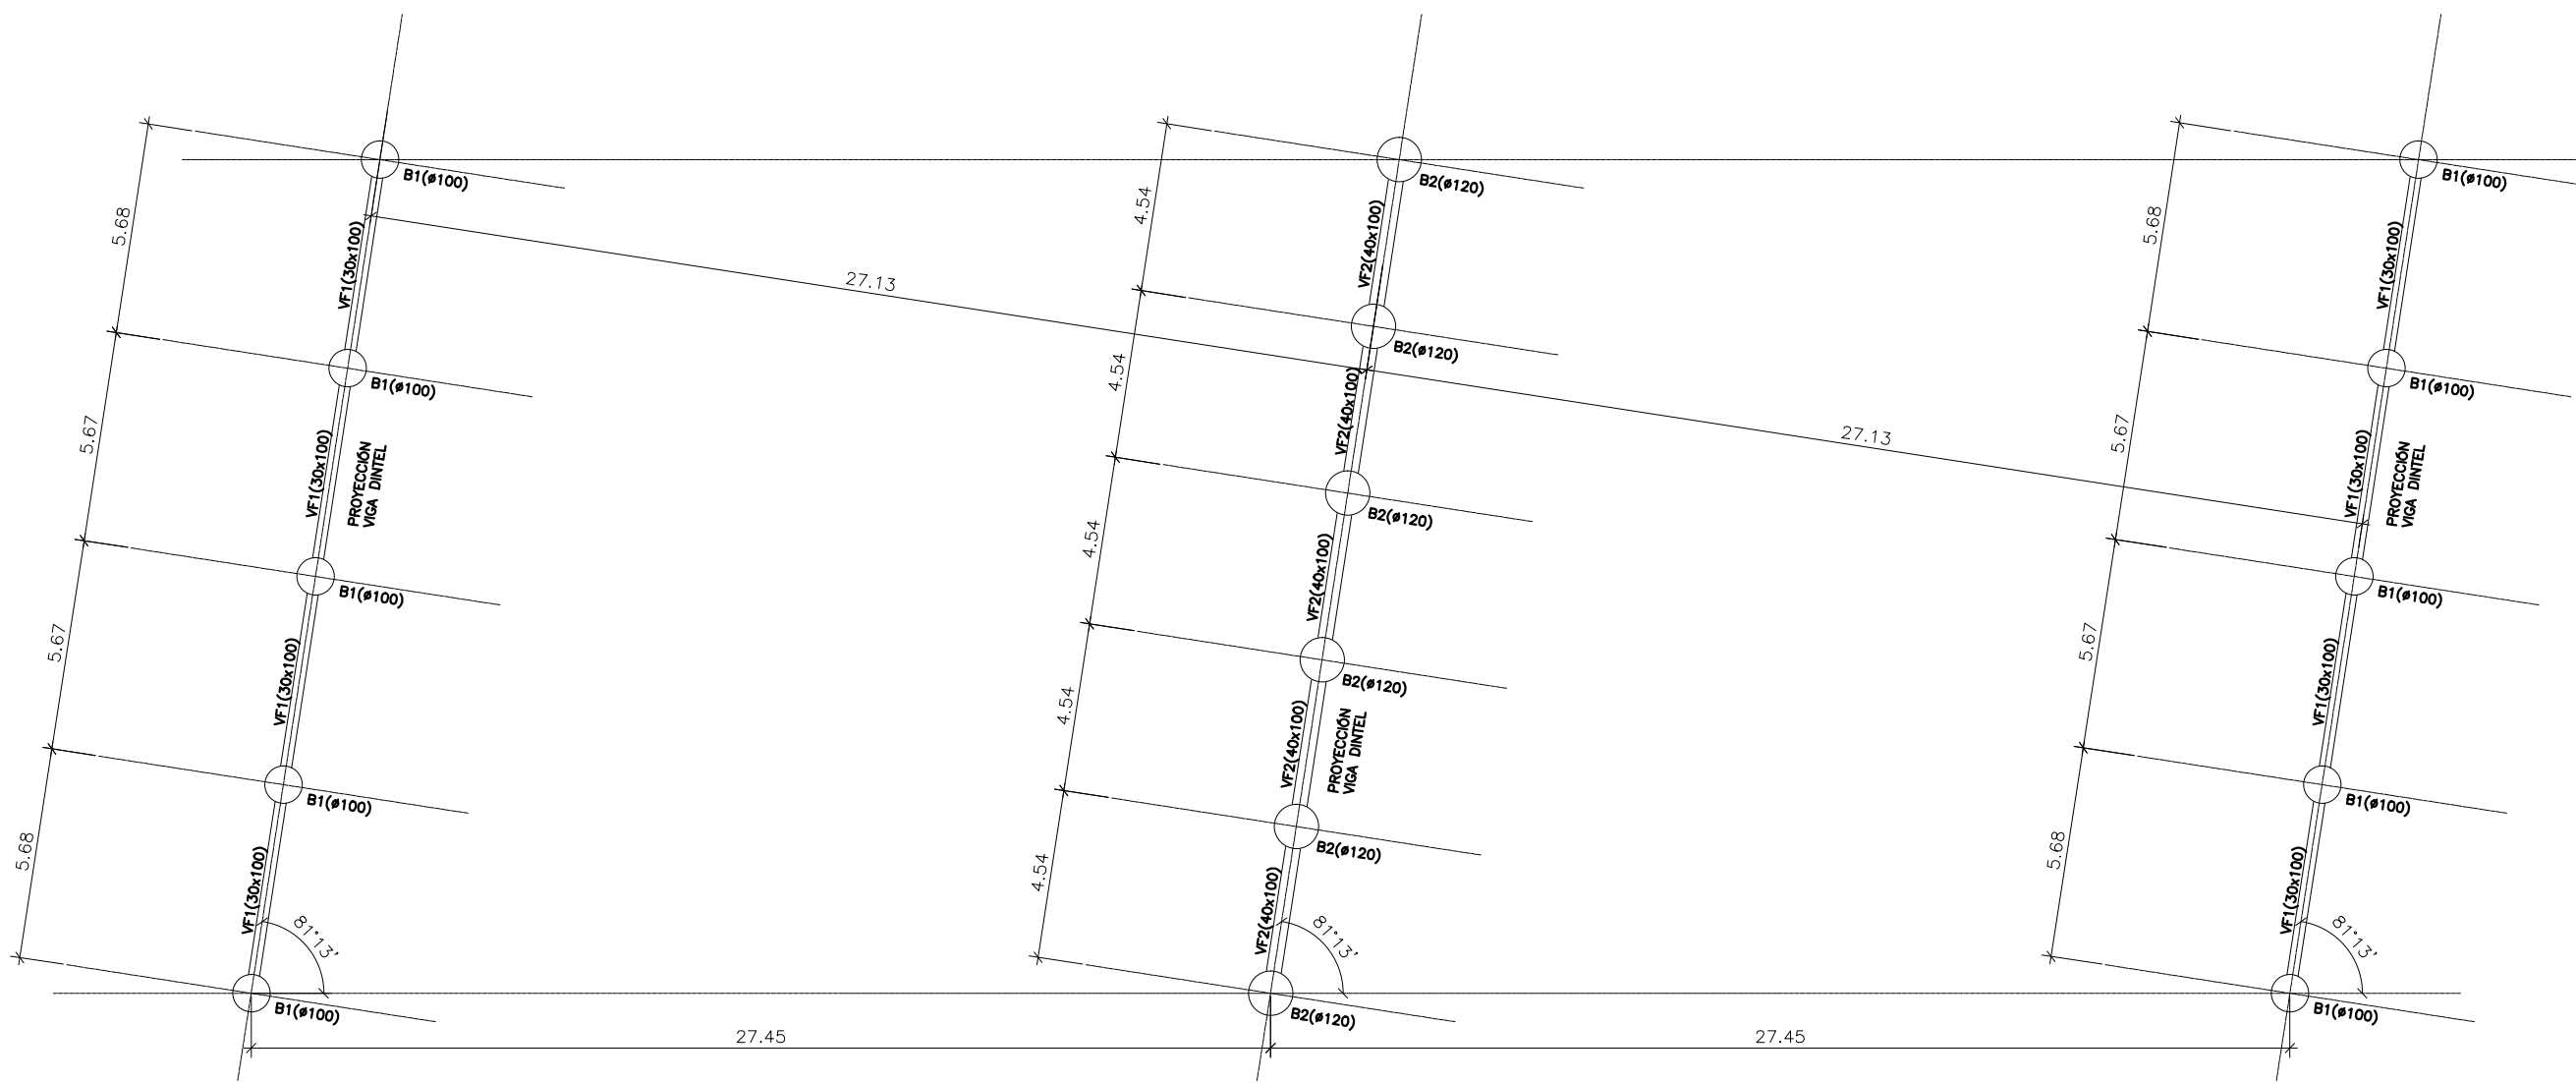 B1(ø100)
5.68
VF1(30x100)
B1(ø100)
5.67
VF1(30x100)
PROYECCIÓN
VIGA DINTEL
B1(ø100)
5.67
VF1(30x100)
B1(ø100)
5.68
VF1(30x100)
81°13'
B1(ø100)
27.13
27.45
B2(ø120)
4.54
VF2(40x100)
B2(ø120)
4.54
VF2(40x100)
B2(ø120)
4.54
VF2(40x100)
B2(ø120)
4.54
VF2(40x100)
PROYECCIÓN
VIGA DINTEL
B2(ø120)
4.54
VF2(40x100)
81°13'
B2(ø120)
27.13
27.45
B1(ø100)
5.68
VF1(30x100)
B1(ø100)
5.67
VF1(30x100)
PROYECCIÓN
VIGA DINTEL
B1(ø100)
5.67
VF1(30x100)
B1(ø100)
5.68
VF1(30x100)
81°13'
B1(ø100)